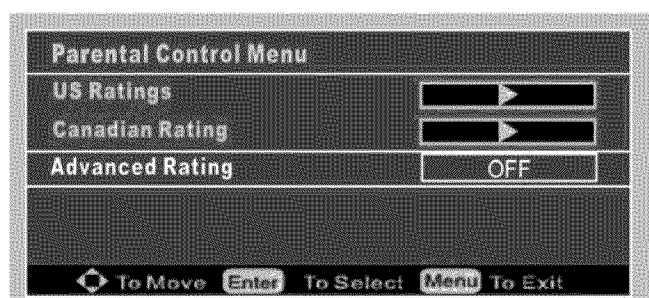 Parental Control Menu
US Ratings
Canadian Rating
Advanced Rating OFF
To Move Enter To Select Menu To Exit